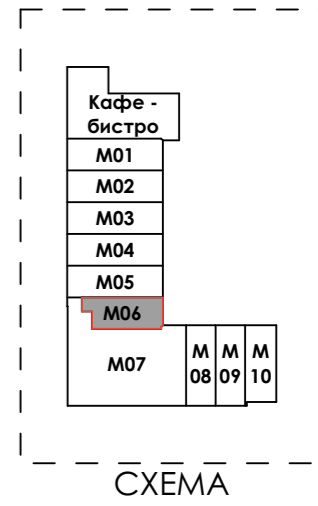 Кафе -
бистро
М01
М02
М03
М04
М05
М06
М07
М М М
08 09 10
СХЕМА